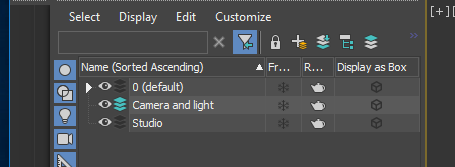 Select Display Edit Customize
[+]
Name (Sorted Ascending) Fr... R... Display as Box
0 (default)
Camera and light
Studio